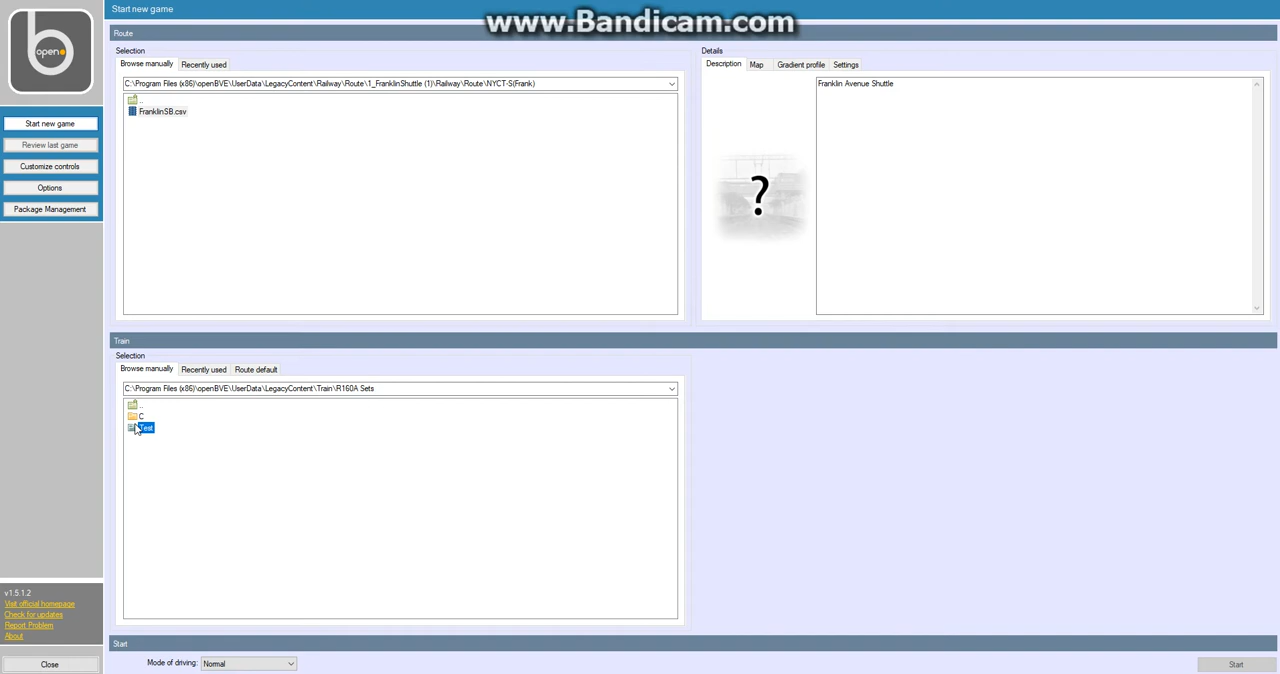 www.Bandicam.com
open
Start new game
Review last game
Customize controls
Options
Package Management
v1.5.1.2
Visit official homepage
Check for updates
Report Problem
About
Close
Start new game
Route
Selection
Browse manually
Recently used
C:\Program Files (x86)\openBVE\UserData\LegacyContent\Railway\Route\1_FranklinShuttle (1)\Railway\Route\NYCT-S(Frank)
..
FranklinSB.csv
Details
Description
Map
Gradient profile
Settings
?
Franklin Avenue Shuttle
Train
Selection
Browse manually
Recently used
Route default
C:\Program Files (x86)\openBVE\UserData\LegacyContent\Train\R160A Sets
..
C
Test
Start
Mode of driving:
Normal
Start